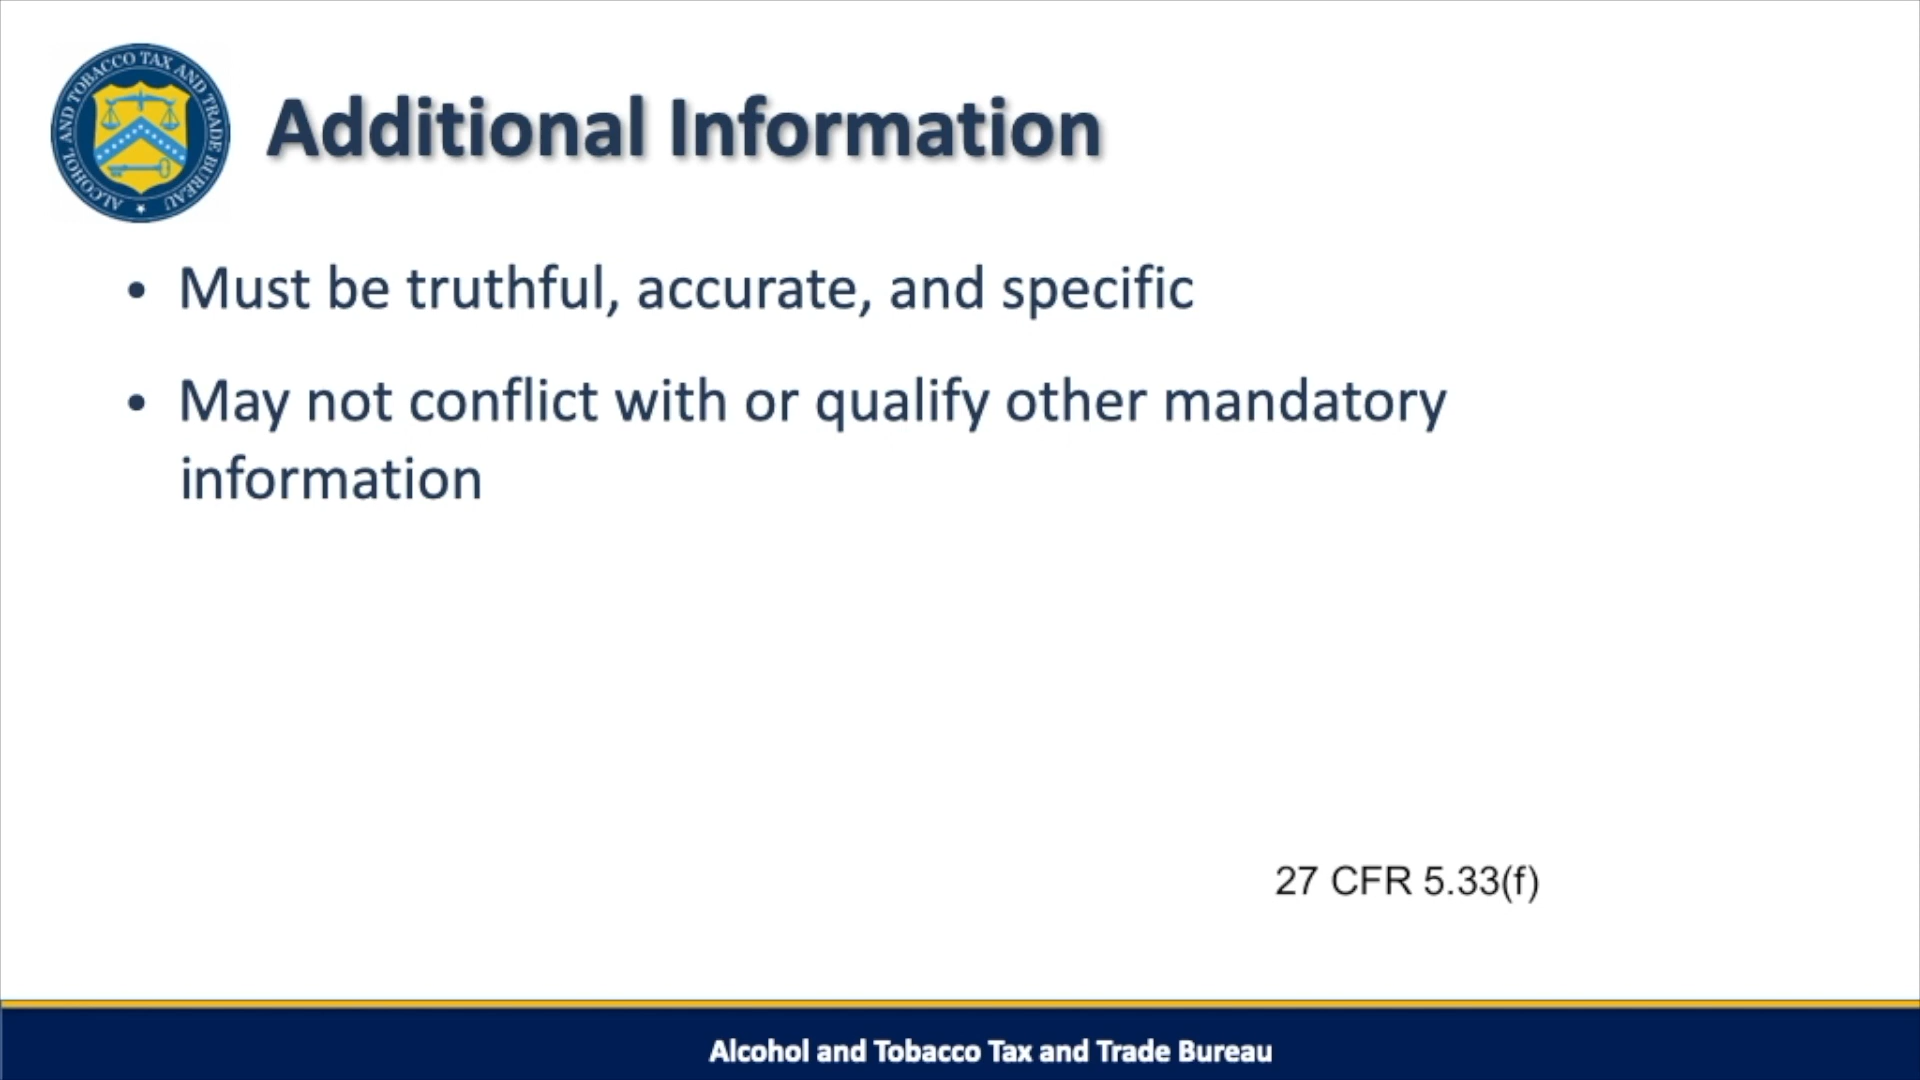 ALCOHOL AND TOBACCO TAX AND TRADE BUREAU
Additional Information
• Must be truthful, accurate, and specific
• May not conflict with or qualify other mandatory
information
27 CFR 5.33(f)
Alcohol and Tobacco Tax and Trade Bureau